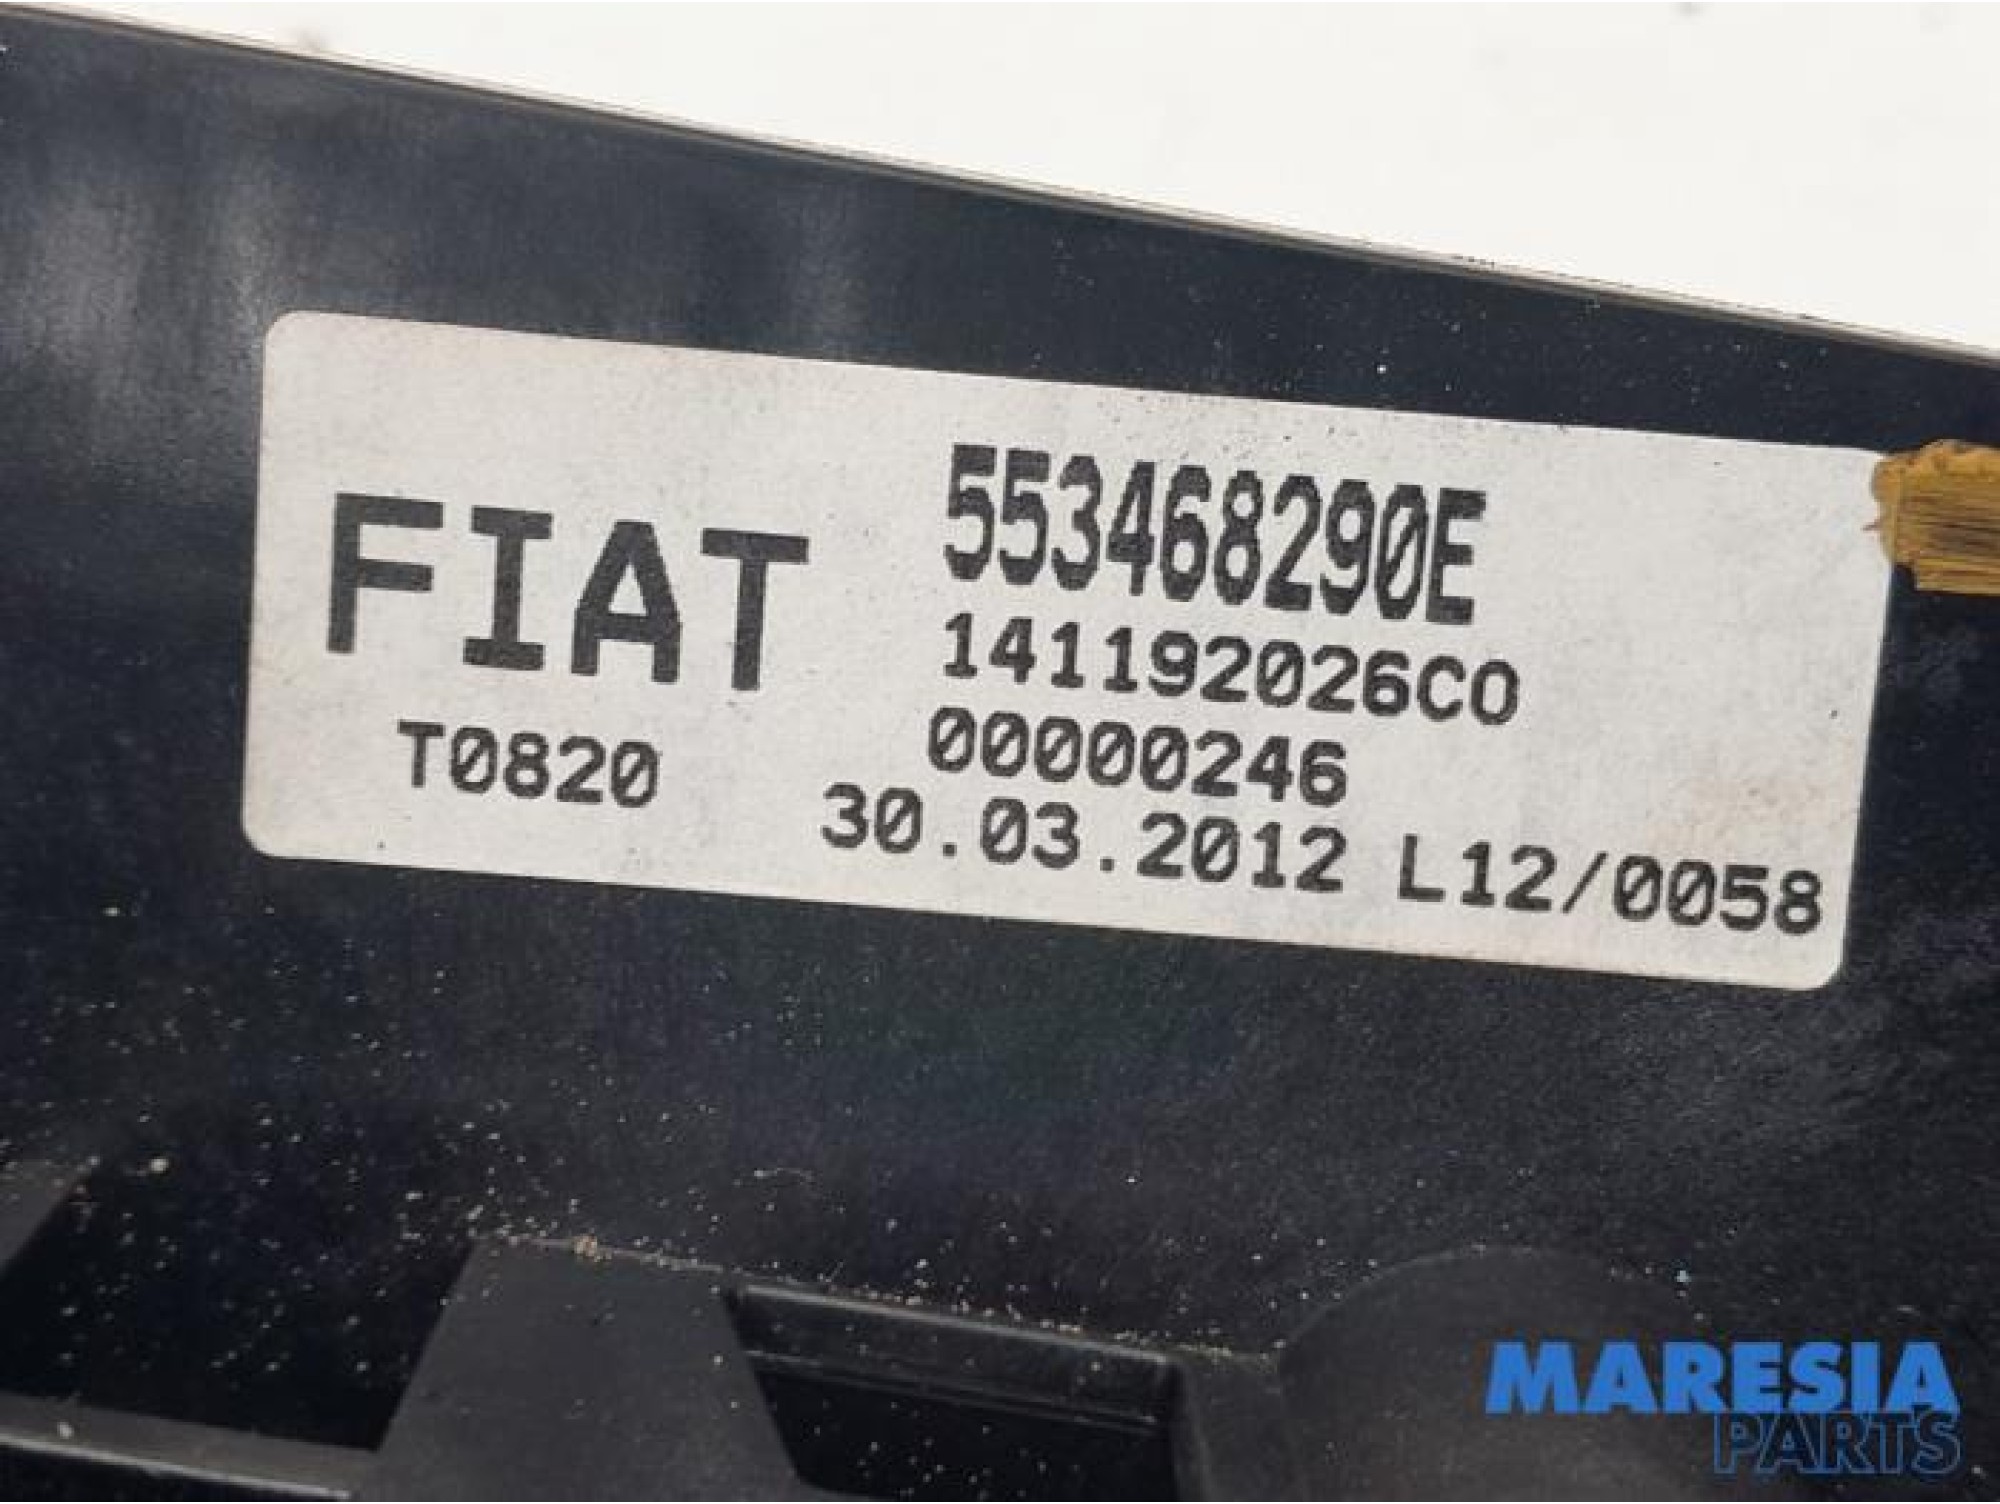 FIAT
553468290E
141192026C0
00000246
T0820
30.03.2012 L12/0058
MARESIA
PARTS